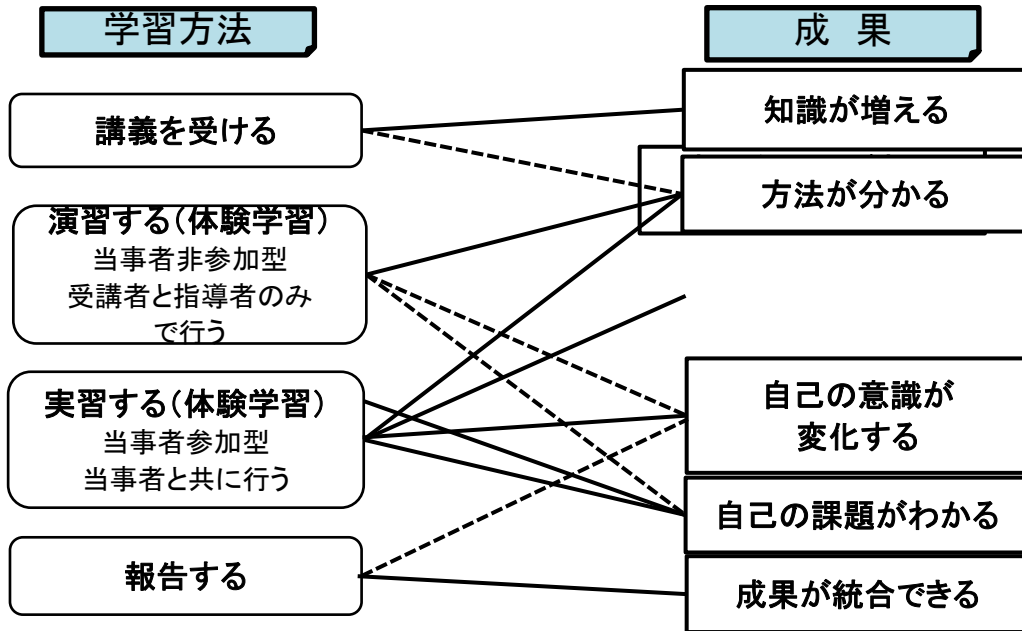 学習方法
成 果
講義を受ける
演習する(体験学習)
当事者非参加型
受講者と指導者のみ
で行う
実習する(体験学習)
当事者参加型
当事者と共に行う
報告する
知識が増える
方法が分かる
自己の意識が
変化する
自己の課題がわかる
成果が統合できる